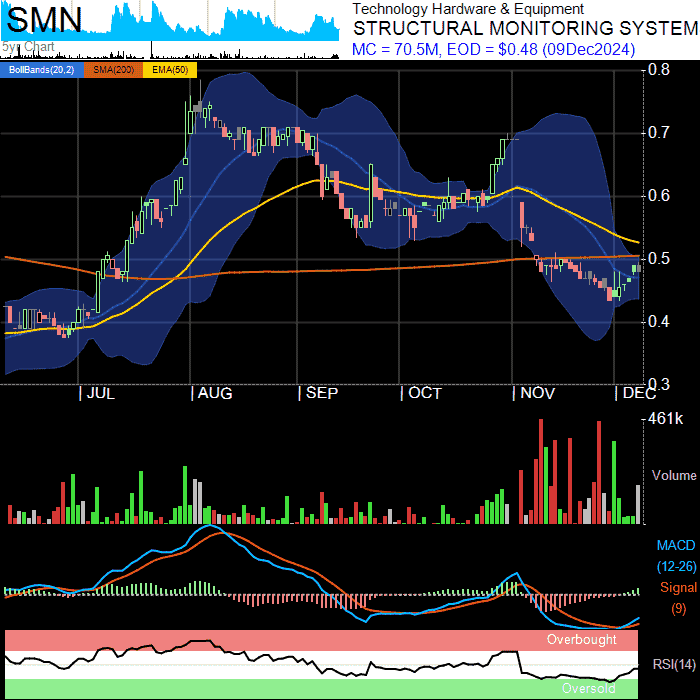 SMN
5yr Chart
Technology Hardware & Equipment
STRUCTURAL MONITORING SYSTEM
MC = 70.5M, EOD = $0.48 (09Dec2024)
BollBands(20,2) SMA(200) EMA(50)
0.8
0.7
0.6
0.5
0.4
0.3
JUL AUG SEP OCT NOV DEC
461k
Volume
MACD
(12-26)
Signal
(9)
Overbought
RSI(14)
Oversold